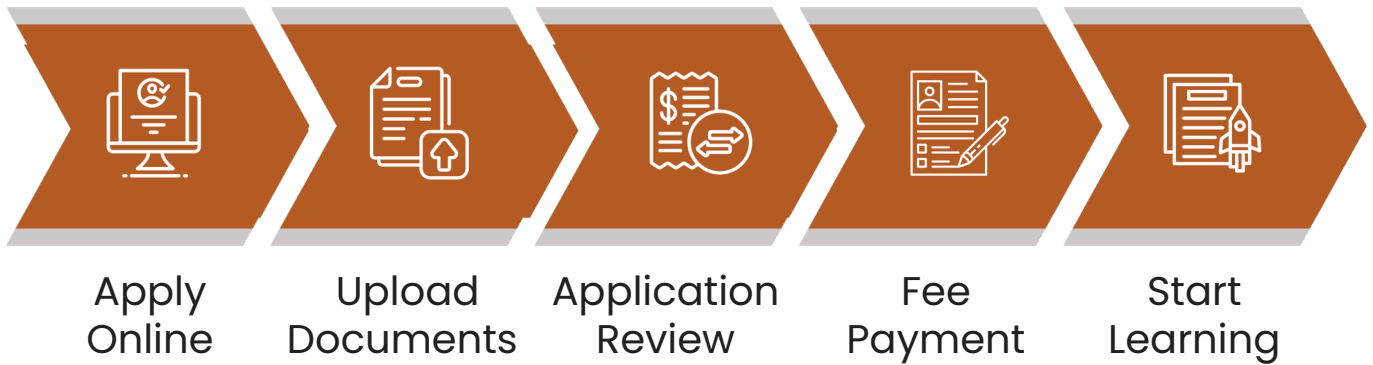 $
Apply
Online
Upload
Documents
Application
Review
Fee
Payment
Start
Learning